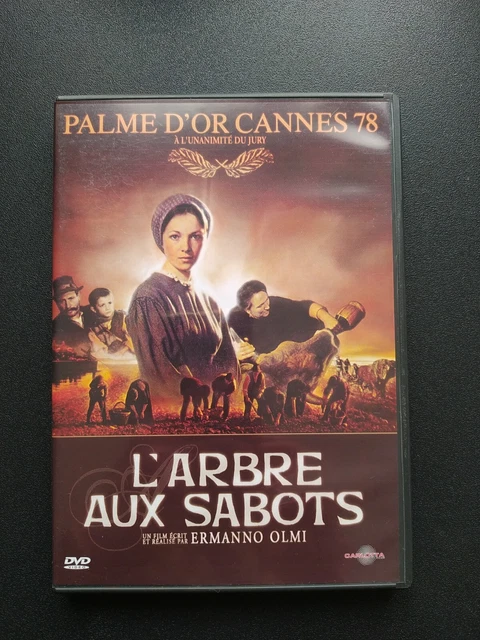 PALME D'OR CANNES 78
À L'UNANIMITÉ DU JURY
L'ARBRE
AUX SABOTS
UN FILM ÉCRIT
ET RÉALISÉ PAR ERMANNO OLMI
DVD
VIDEO
CARLOTTA